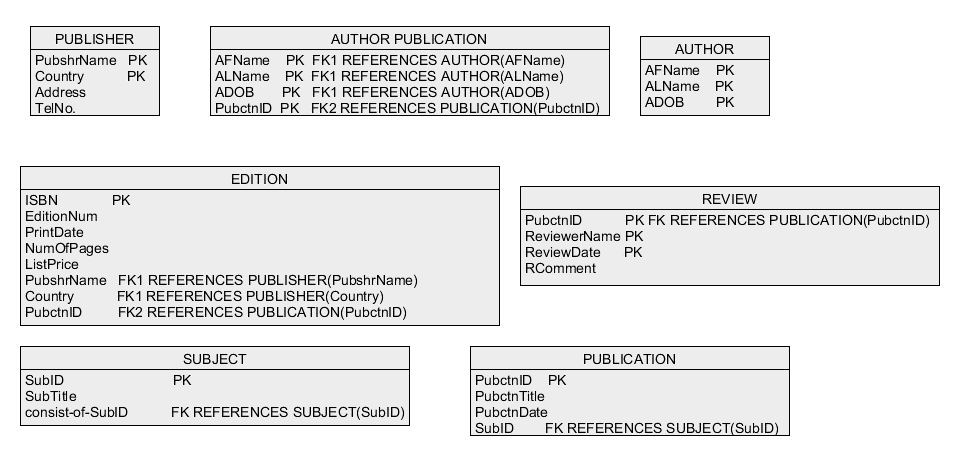 PUBLISHER
PubshrName PK
Country PK
Address
TelNo.
AUTHOR PUBLICATION
AFName PK FK1 REFERENCES AUTHOR(AFName)
ALName PK FK1 REFERENCES AUTHOR(ALName)
ADOB PK FK1 REFERENCES AUTHOR(ADOB)
PubctnID PK FK2 REFERENCES PUBLICATION(PubctnID)
AUTHOR
AFName PK
ALName PK
ADOB PK
EDITION
ISBN PK
EditionNum
PrintDate
NumOfPages
ListPrice
PubshrName FK1 REFERENCES PUBLISHER(PubshrName)
Country FK1 REFERENCES PUBLISHER(Country)
PubctnID FK2 REFERENCES PUBLICATION(PubctnID)
REVIEW
PubctnID PK FK REFERENCES PUBLICATION(PubctnID)
ReviewerName PK
ReviewDate PK
RComment
SUBJECT
SubID PK
SubTitle
consist-of-SubID FK REFERENCES SUBJECT(SubID)
PUBLICATION
PubctnID PK
PubctnTitle
PubctnDate
SubID FK REFERENCES SUBJECT(SubID)